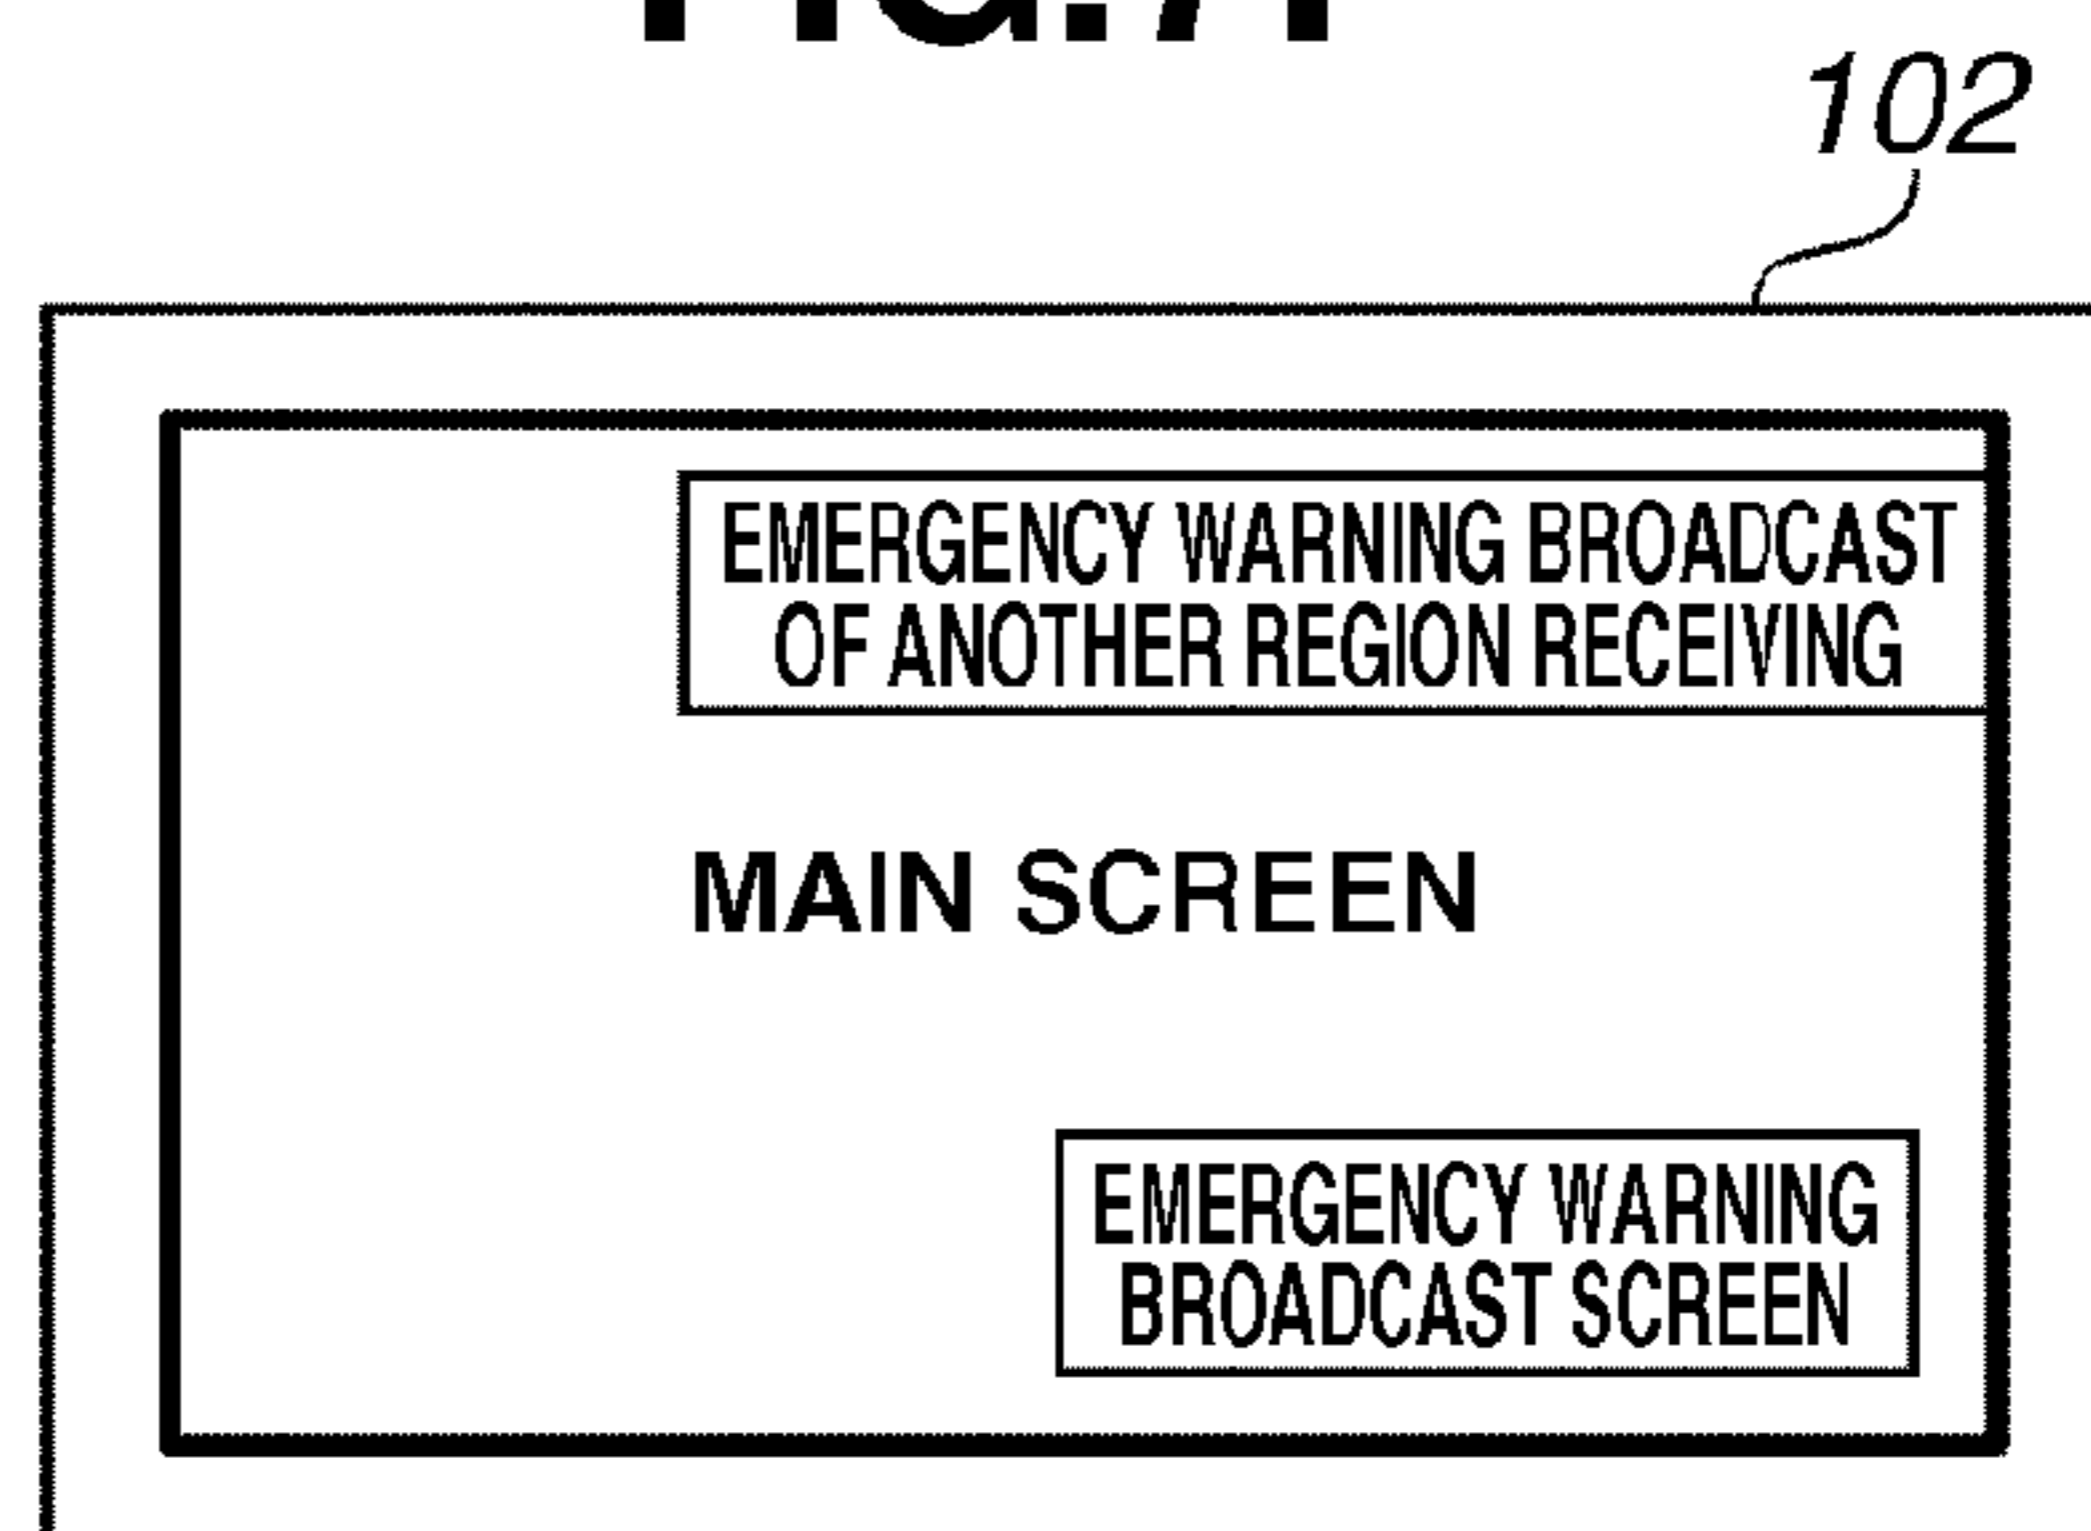 102
EMERGENCY WARNING BROADCAST
OF ANOTHER REGION RECEIVING
MAIN SCREEN
EMERGENCY WARNING
BROADCAST SCREEN